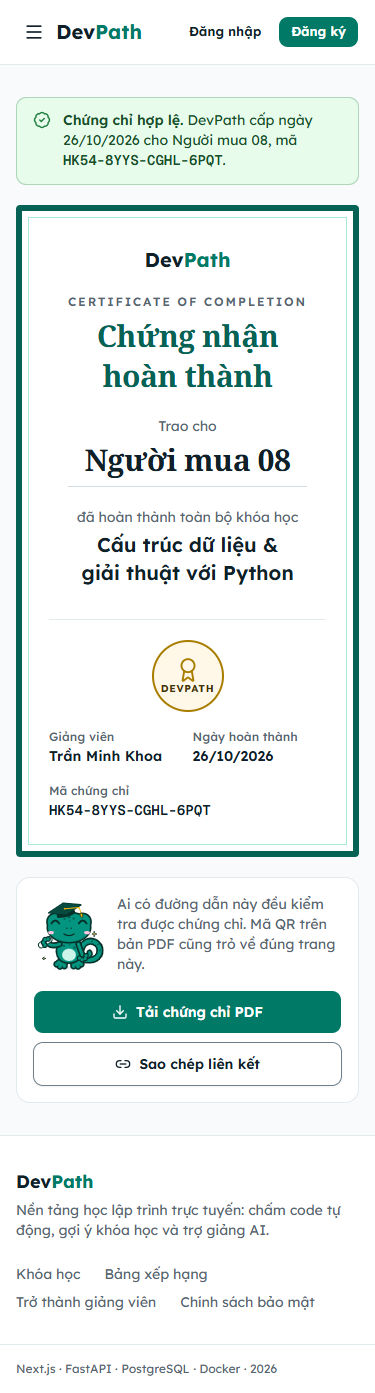 DevPath
Đăng nhập
Đăng ký
Chứng chỉ hợp lệ. DevPath cấp ngày
26/10/2026 cho Người mua 08, mã
HK54-8YYS-CGHL-6PQT.
DevPath
CERTIFICATE OF COMPLETION
Chứng nhận
hoàn thành
Trao cho
Người mua 08
đã hoàn thành toàn bộ khóa học
Cấu trúc dữ liệu &
giải thuật với Python
DEVPATH
Giảng viên
Trần Minh Khoa
Ngày hoàn thành
26/10/2026
Mã chứng chỉ
HK54-8YYS-CGHL-6PQT
Ai có đường dẫn này đều kiểm
tra được chứng chỉ. Mã QR trên
bản PDF cũng trỏ về đúng trang
này.
Tải chứng chỉ PDF
Sao chép liên kết
DevPath
Nền tảng học lập trình trực tuyến: chấm code tự
động, gợi ý khóa học và trợ giảng AI.
Khóa học
Bảng xếp hạng
Trở thành giảng viên
Chính sách bảo mật
Next.js · FastAPI · PostgreSQL · Docker · 2026